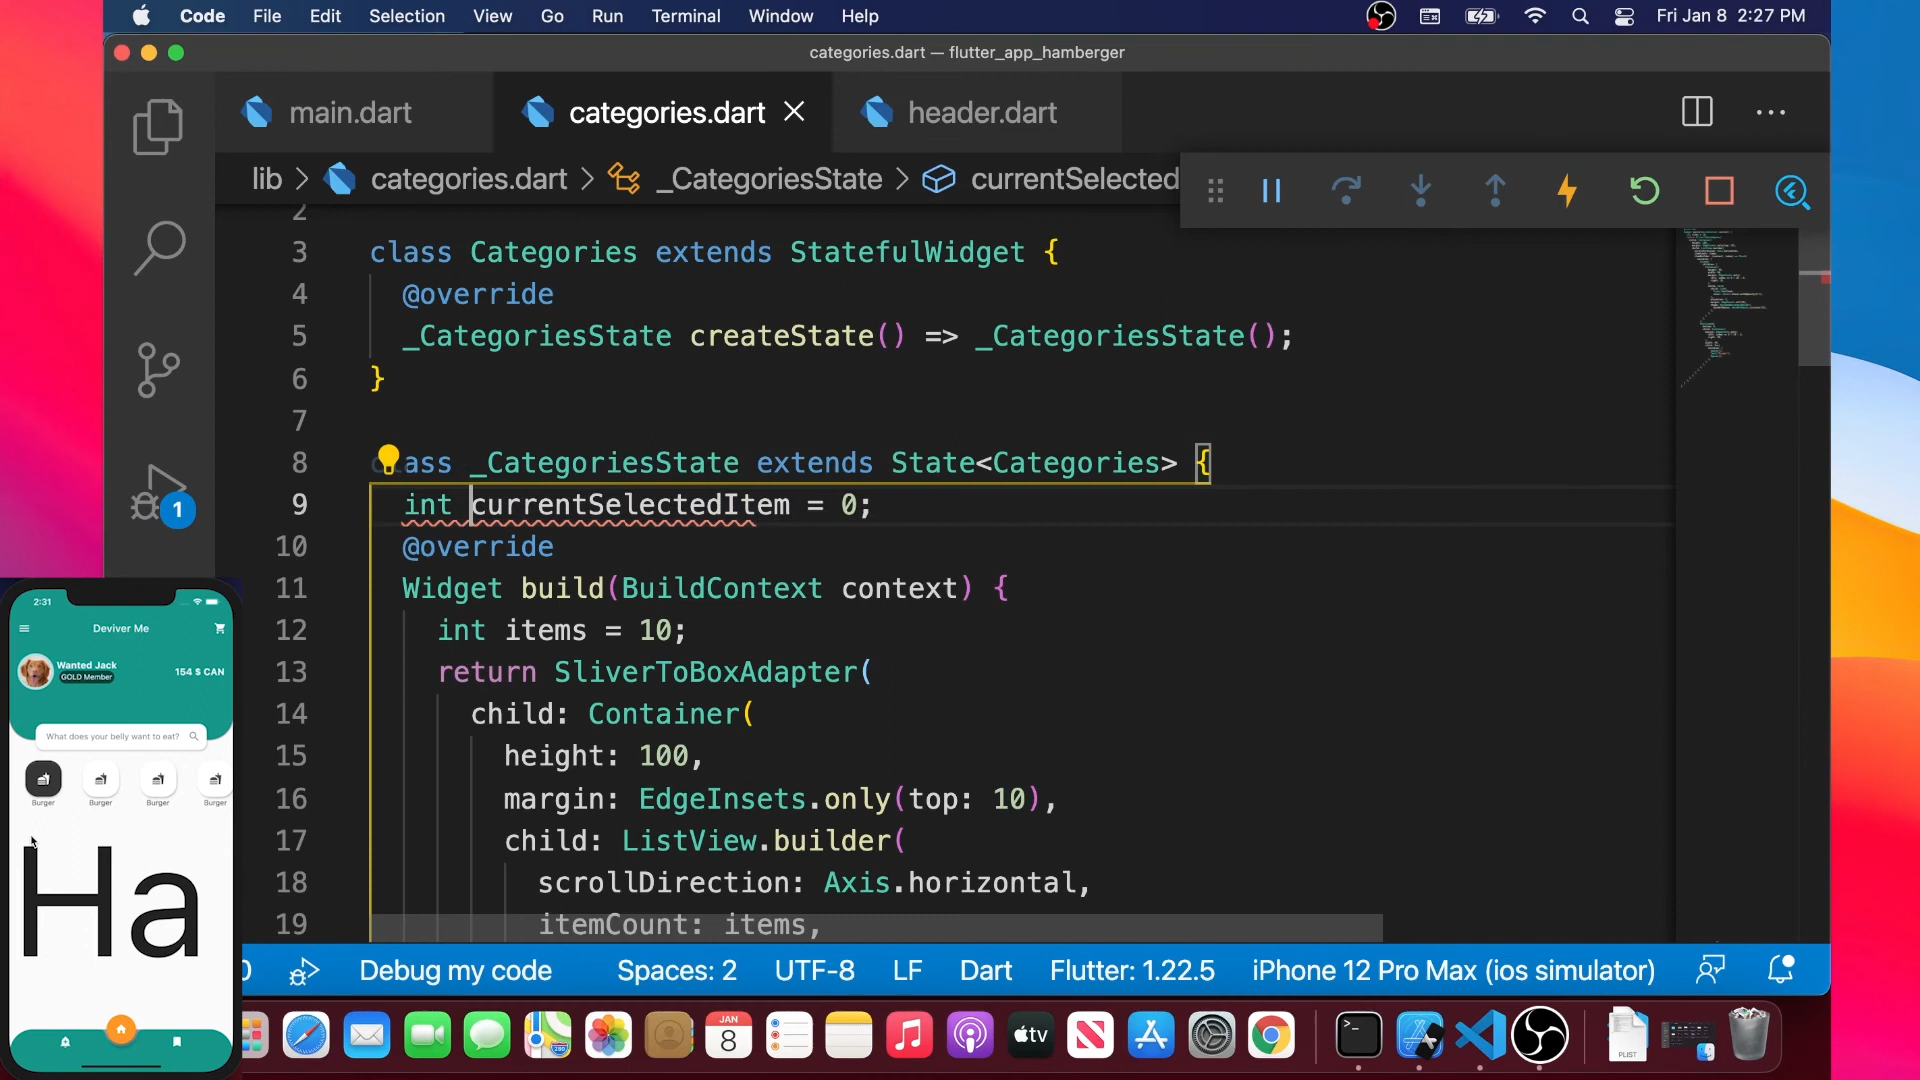 Code File Edit Selection View Go Run Terminal Window Help
Fri Jan 8 2:27 PM
categories.dart — flutter_app_hamberger
main.dart
categories.dart
header.dart
lib > categories.dart > _CategoriesState > currentSelected
2
3 class Categories extends StatefulWidget {
4 @override
5 _CategoriesState createState() => _CategoriesState();
6 }
7
8 class _CategoriesState extends State<Categories> {
9 int currentSelectedItem = 0;
10 @override
11 Widget build(BuildContext context) {
12 int items = 10;
13 return SliverToBoxAdapter(
14 child: Container(
15 height: 100,
16 margin: EdgeInsets.only(top: 10),
17 child: ListView.builder(
18 scrollDirection: Axis.horizontal,
19 itemCount: items,
1
2:31
Deviver Me
Wanted Jack
GOLD Member
154 $ CAN
What does your belly want to eat?
Burger Burger Burger Burger
Ha
0 Debug my code Spaces: 2 UTF-8 LF Dart Flutter: 1.22.5 iPhone 12 Pro Max (ios simulator)
JAN
8
280
tv
PLIST